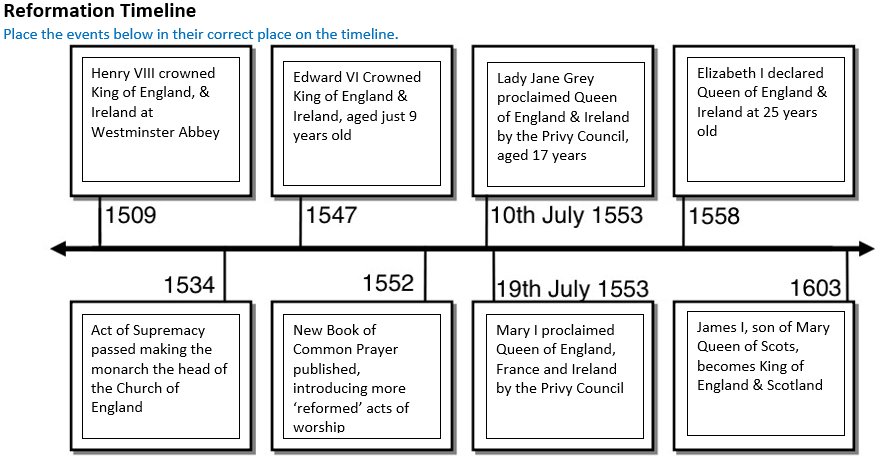 Reformation Timeline
Place the events below in their correct place on the timeline.
Henry VIII crowned
King of England, &
Ireland at
Westminster Abbey
Edward VI Crowned
King of England &
Ireland, aged just 9
years old
Lady Jane Grey
proclaimed Queen
of England & Ireland
by the Privy Council,
aged 17 years
Elizabeth I declared
Queen of England &
Ireland at 25 years
old
1509
1547
10th July 1553
1558
1534
1552
19th July 1553
1603
Act of Supremacy
passed making the
monarch the head of
the Church of
England
New Book of
Common Prayer
published,
introducing more
‘reformed’ acts of
worship
Mary I proclaimed
Queen of England,
France and Ireland
by the Privy Council
James I, son of Mary
Queen of Scots,
becomes King of
England & Scotland